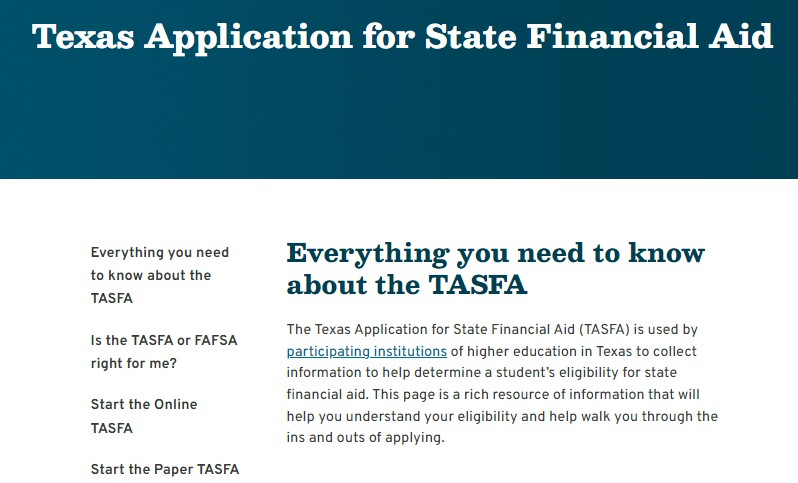 Texas Application for State Financial Aid
Everything you need
to know about the
TASFA
Is the TASFA or FAFSA
right for me?
Start the Online
TASFA
Start the Paper TASFA
Everything you need to know
about the TASFA
The Texas Application for State Financial Aid (TASFA) is used by
participating institutions of higher education in Texas to collect
information to help determine a student’s eligibility for state
financial aid. This page is a rich resource of information that will
help you understand your eligibility and help walk you through the
ins and outs of applying.